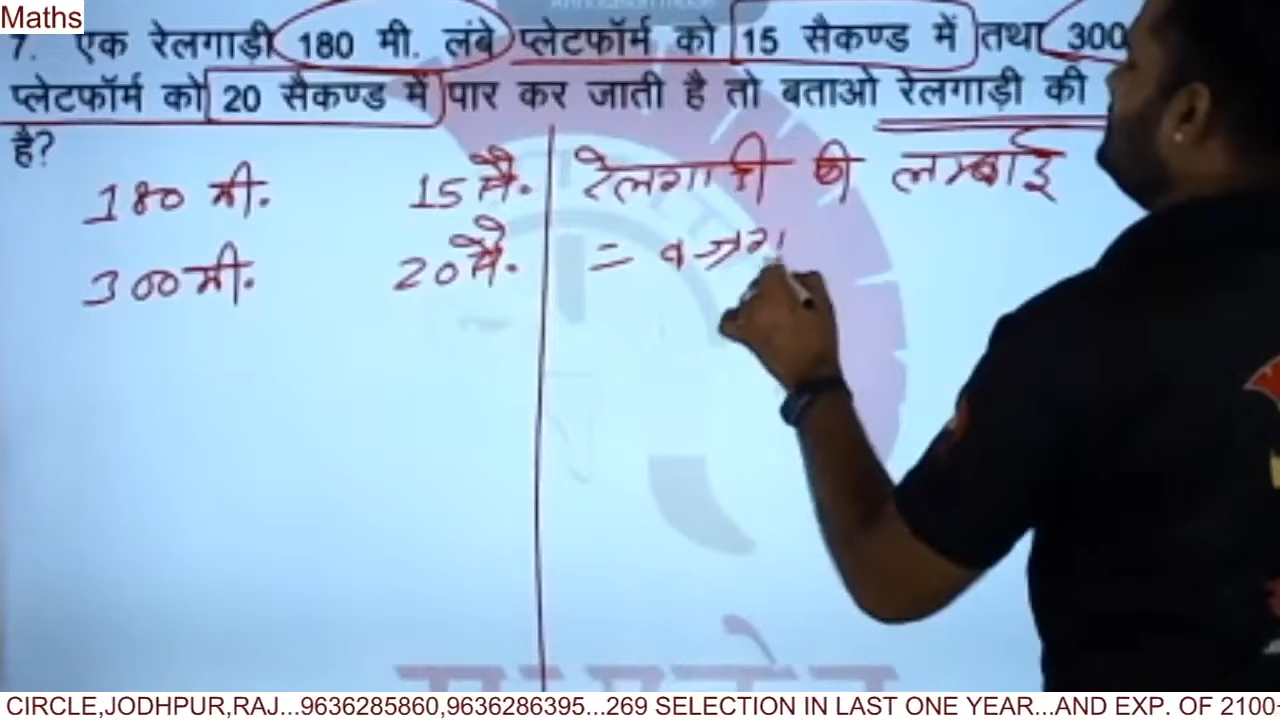 Maths
7. एक रेलगाड़ी 180 मी. लंबे प्लेटफॉर्म को 15 सैकण्ड में तथा 300
प्लेटफॉर्म को 20 सैकण्ड में पार कर जाती है तो बताओ रेलगाड़ी की
है?
180 मी. 15 सै.
300 मी. 20 सै.
रेलगाड़ी की लम्बाई
=
CIRCLE,JODHPUR,RAJ...9636285860,9636286395...269 SELECTION IN LAST ONE YEAR...AND EXP. OF 2100